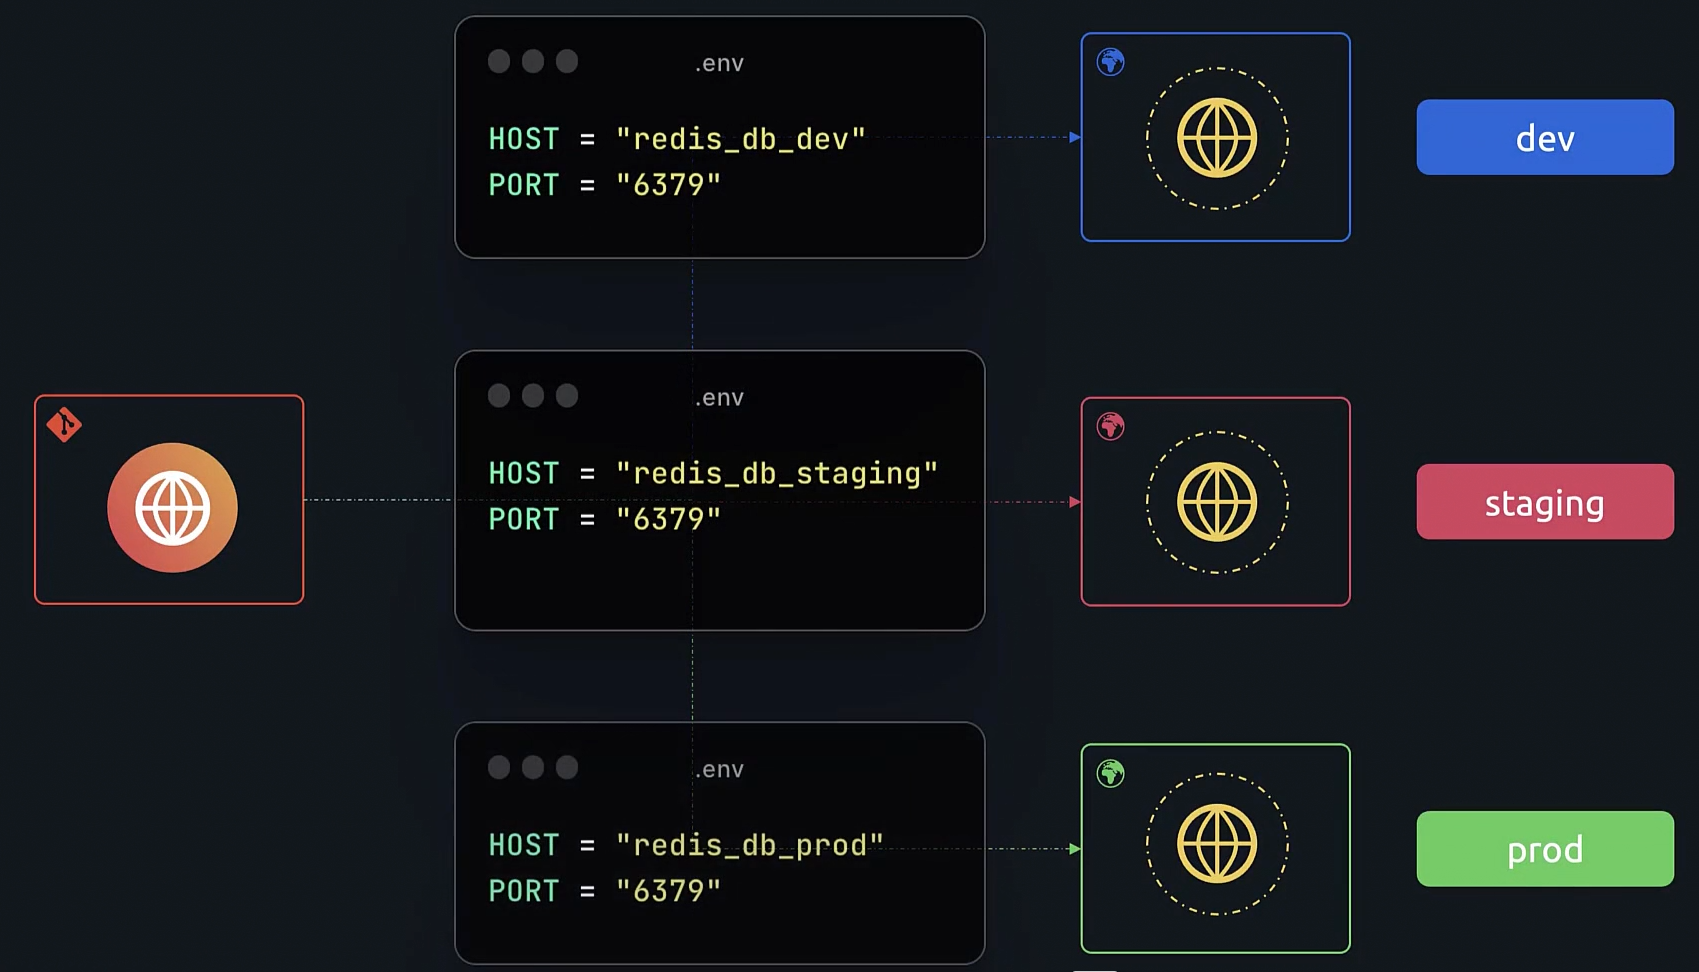 .env
HOST = "redis_db_dev"
PORT = "6379"
dev
.env
HOST = "redis_db_staging"
PORT = "6379"
staging
.env
HOST = "redis_db_prod"
PORT = "6379"
prod